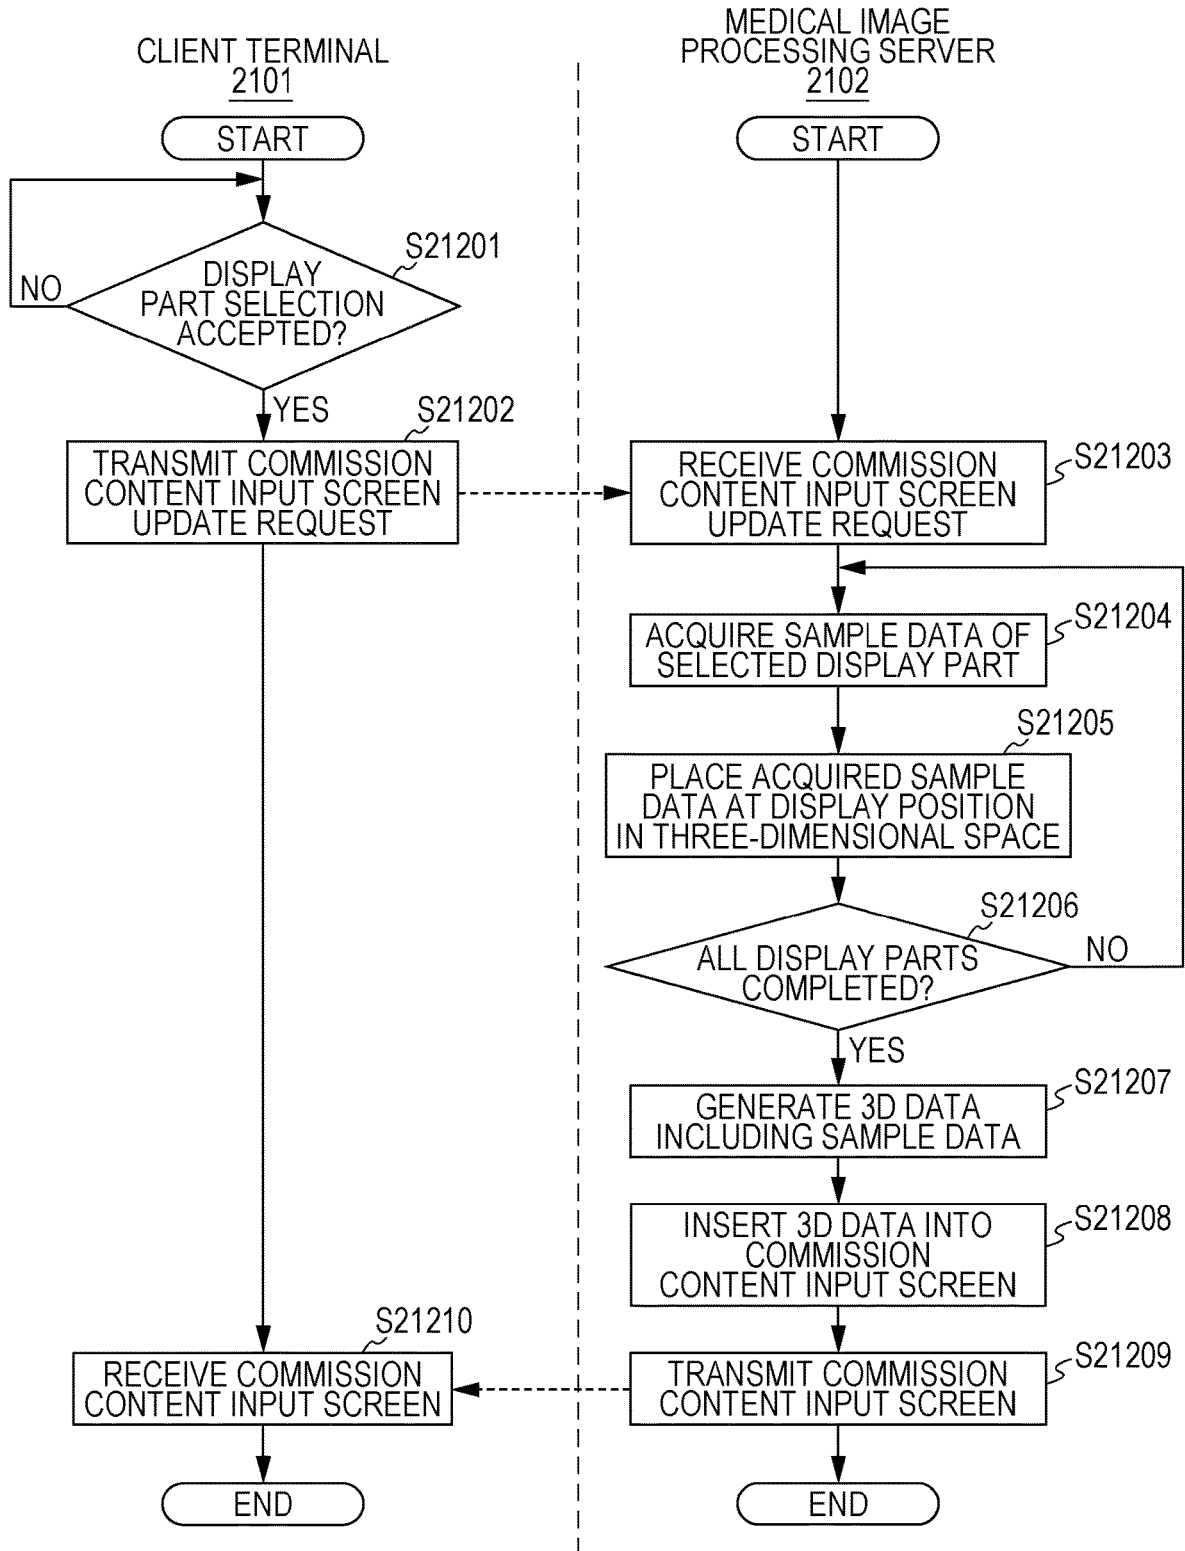 CLIENT TERMINAL
2101
START
S21201
DISPLAY
PART SELECTION
ACCEPTED?
NO
YES
S21202
TRANSMIT COMMISSION
CONTENT INPUT SCREEN
UPDATE REQUEST
S21210
RECEIVE COMMISSION
CONTENT INPUT SCREEN
END
MEDICAL IMAGE
PROCESSING SERVER
2102
START
S21203
RECEIVE COMMISSION
CONTENT INPUT SCREEN
UPDATE REQUEST
S21204
ACQUIRE SAMPLE DATA OF
SELECTED DISPLAY PART
S21205
PLACE ACQUIRED SAMPLE
DATA AT DISPLAY POSITION
IN THREE-DIMENSIONAL SPACE
S21206
ALL DISPLAY PARTS
COMPLETED?
NO
YES
S21207
GENERATE 3D DATA
INCLUDING SAMPLE DATA
S21208
INSERT 3D DATA INTO
COMMISSION
CONTENT INPUT SCREEN
S21209
TRANSMIT COMMISSION
CONTENT INPUT SCREEN
END